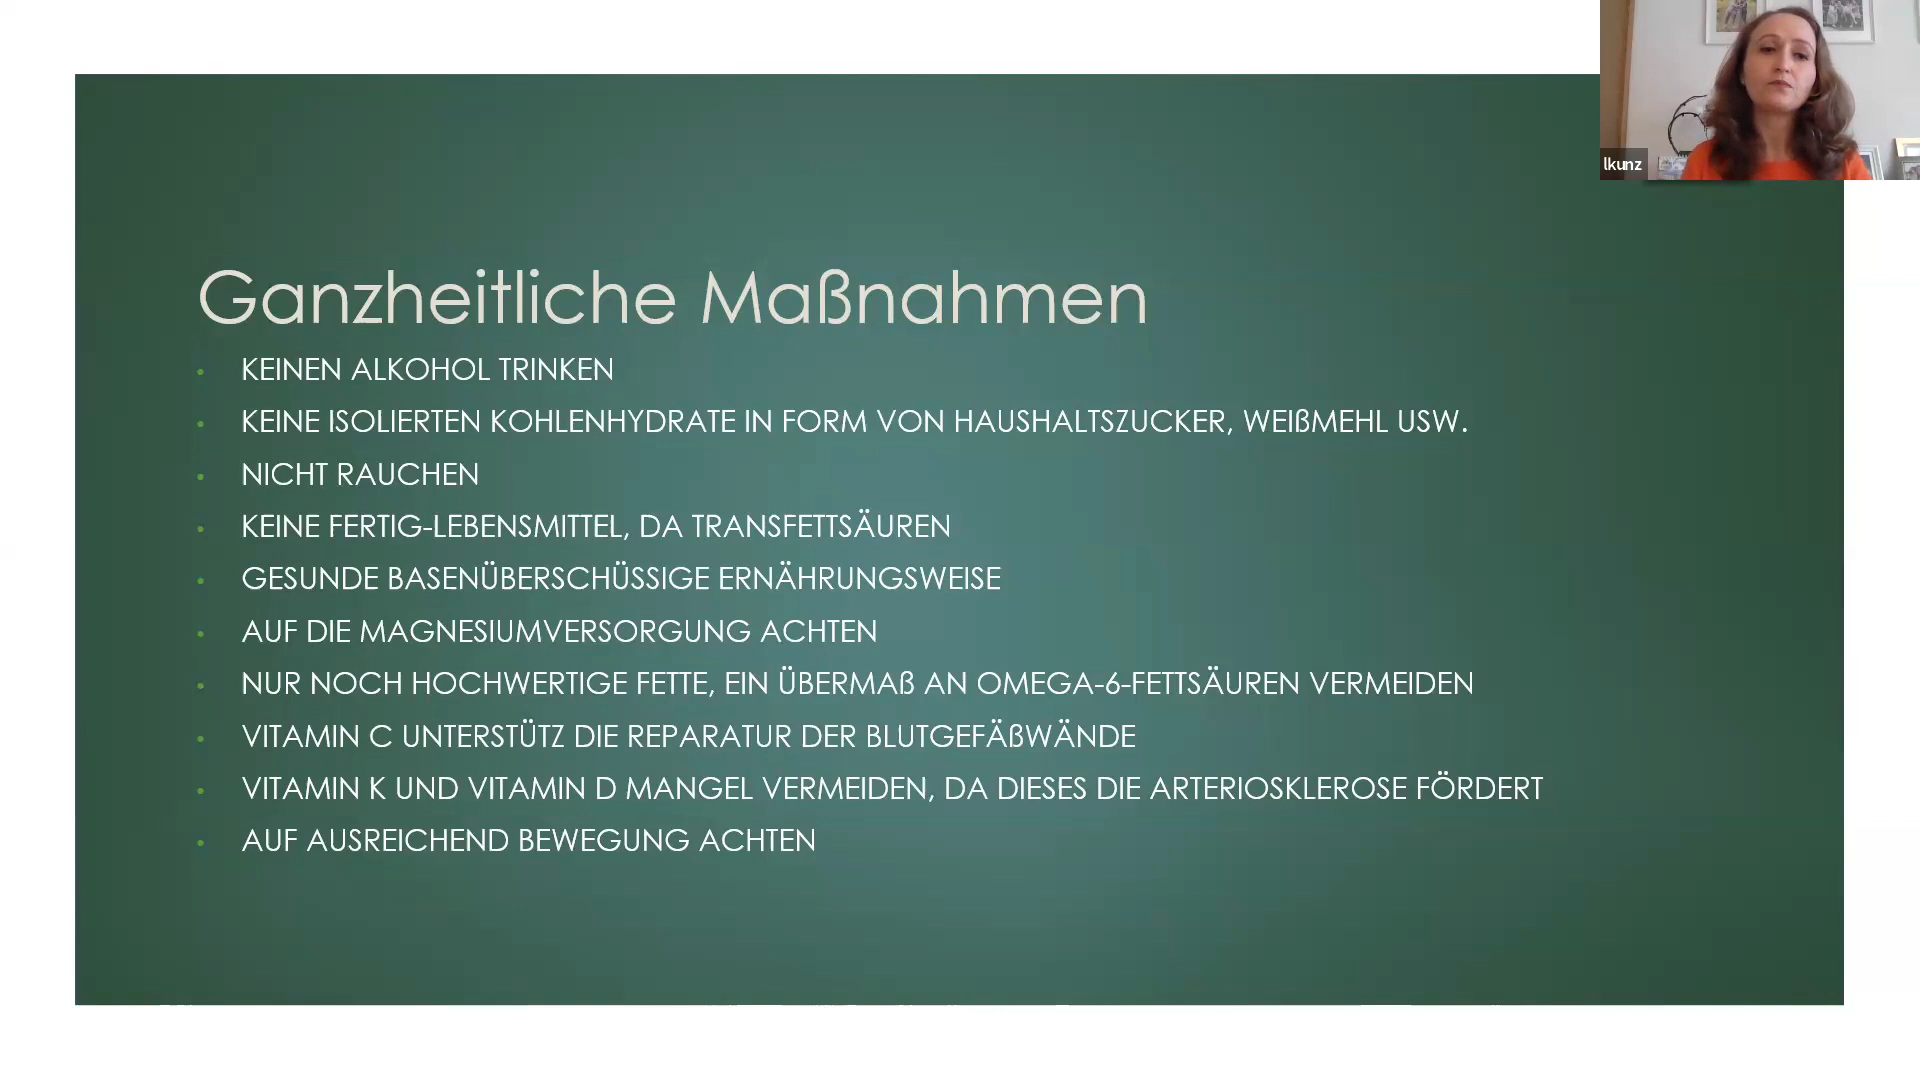 lkunz
Ganzheitliche Maßnahmen
KEINEN ALKOHOL TRINKEN
KEINE ISOLIERTEN KOHLENHYDRATE IN FORM VON HAUSHALTSZUCKER, WEIßMEHL USW.
NICHT RAUCHEN
KEINE FERTIG-LEBENSMITTEL, DA TRANSFETTSÄUREN
GESUNDE BASENÜBERSCHÜSSIGE ERNÄHRUNGSWEISE
AUF DIE MAGNESIUMVERSORGUNG ACHTEN
NUR NOCH HOCHWERTIGE FETTE, EIN ÜBERMAß AN OMEGA-6-FETTSÄUREN VERMEIDEN
VITAMIN C UNTERSTÜTZ DIE REPARATUR DER BLUTGEFÄßWÄNDE
VITAMIN K UND VITAMIN D MANGEL VERMEIDEN, DA DIESES DIE ARTERIOSKLEROSE FÖRDERT
AUF AUSREICHEND BEWEGUNG ACHTEN